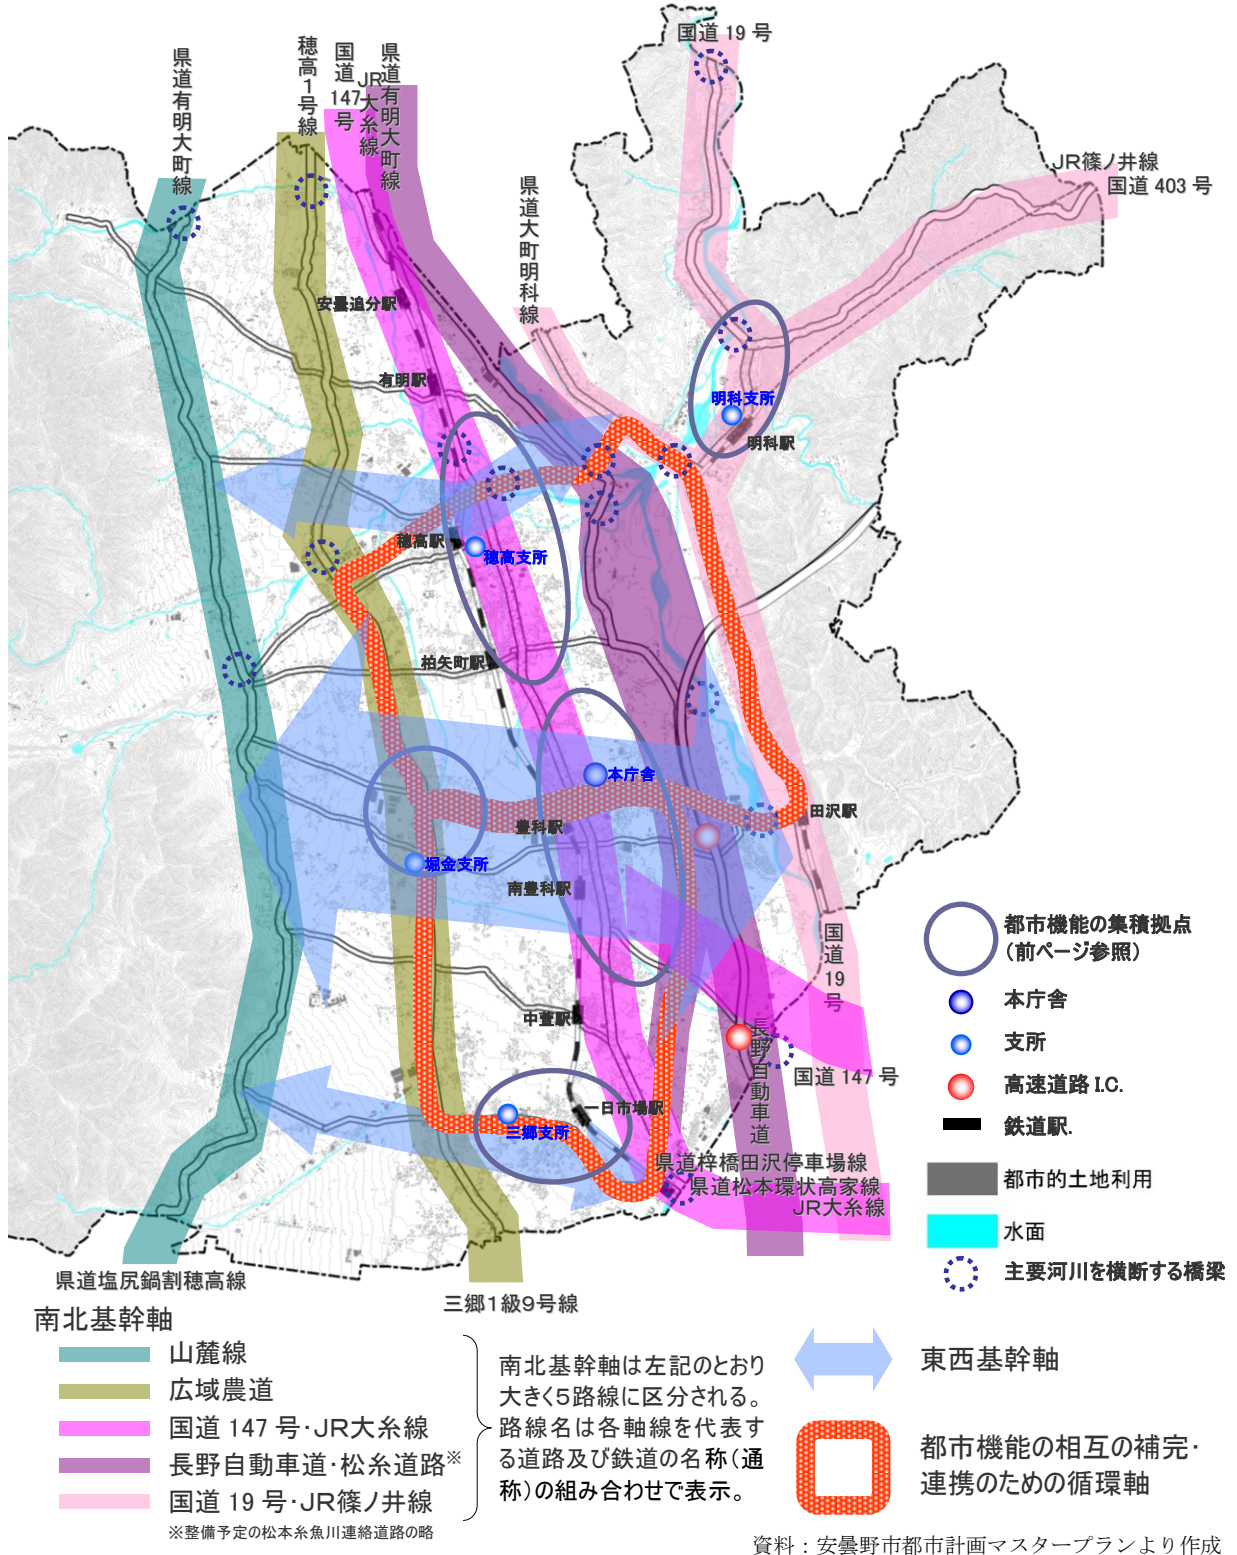 国道 19 号
穂高1号線
国道147号
県道有明大町線
JR大糸線
県道有明大町線
JR篠ノ井線
国道 403 号
県道大町明科線
安曇追分駅
有明駅
明科支所
明科駅
穂高駅
穂高支所
柏矢町駅
本庁舎
田沢駅
豊科駅
堀金支所
南豊科駅
国道19号
中萱駅
長野自動車道
国道 147 号
一日市場駅
三郷支所
県道梓橋田沢停車場線
県道松本環状高家線
JR大糸線
県道塩尻鍋割穂高線
三郷1級9号線
都市機能の集積拠点
(前ページ参照)
本庁舎
支所
高速道路 I.C.
鉄道駅.
都市的土地利用
水面
主要河川を横断する橋梁
南北基幹軸
山麓線
広域農道
国道 147 号・JR大糸線
長野自動車道・松糸道路※
国道 19 号・JR篠ノ井線
※整備予定の松本糸魚川連絡道路の略
南北基幹軸は左記のとおり
大きく5路線に区分される。
路線名は各軸線を代表す
る道路及び鉄道の名称(通
称)の組み合わせで表示。
東西基幹軸
都市機能の相互の補完・
連携のための循環軸
資料：安曇野市都市計画マスタープランより作成